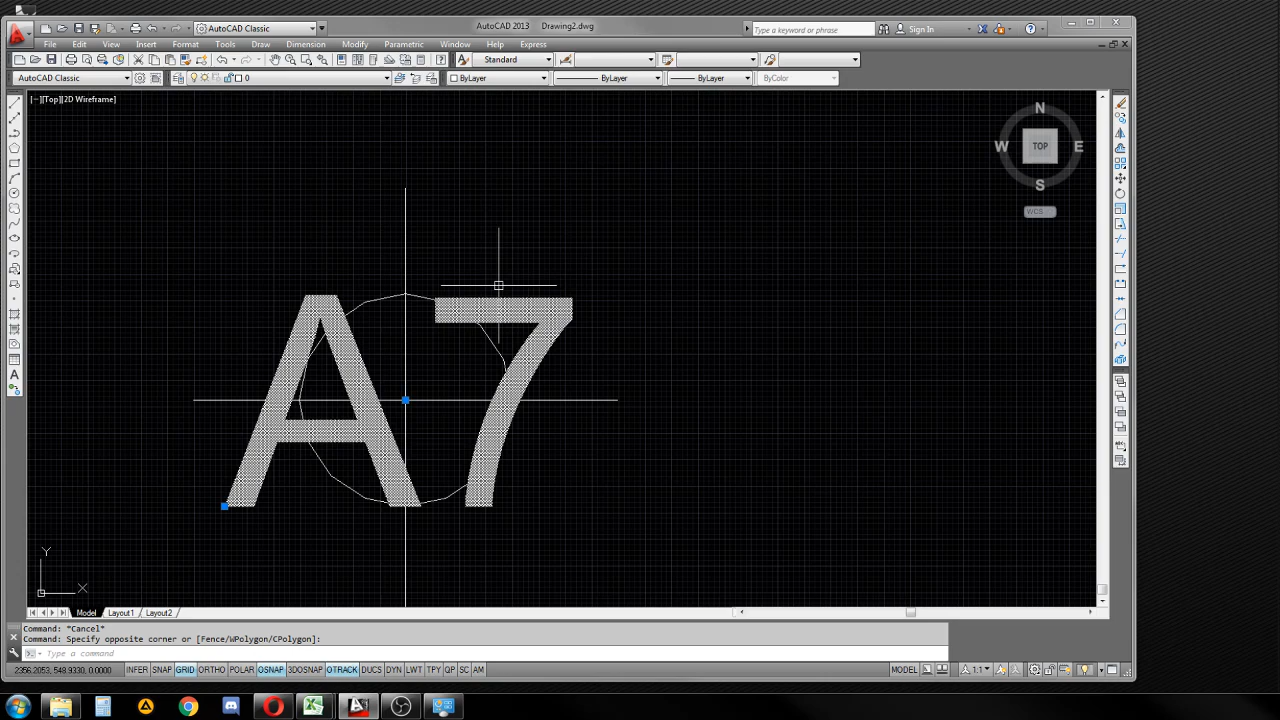 AutoCAD Classic
AutoCAD 2013 Drawing2.dwg
Type a keyword or phrase
Sign In
File Edit View Insert Format Tools Draw Dimension Modify Parametric Window Help Express
Standard
AutoCAD Classic
0
ByLayer
ByLayer
ByLayer
ByColor
[−][Top][2D Wireframe]
N
W TOP E
S
WCS
A7
Y
X
Model Layout1 Layout2
Command: *Cancel*
Command: Specify opposite corner or [Fence/WPolygon/CPolygon]:
Type a command
2356.2053, 548.9330, 0.0000 INFER SNAP GRID ORTHO POLAR OSNAP 3DOSNAP OTRACK DUCS DYN LWT TPY QP SC AM MODEL 1:1